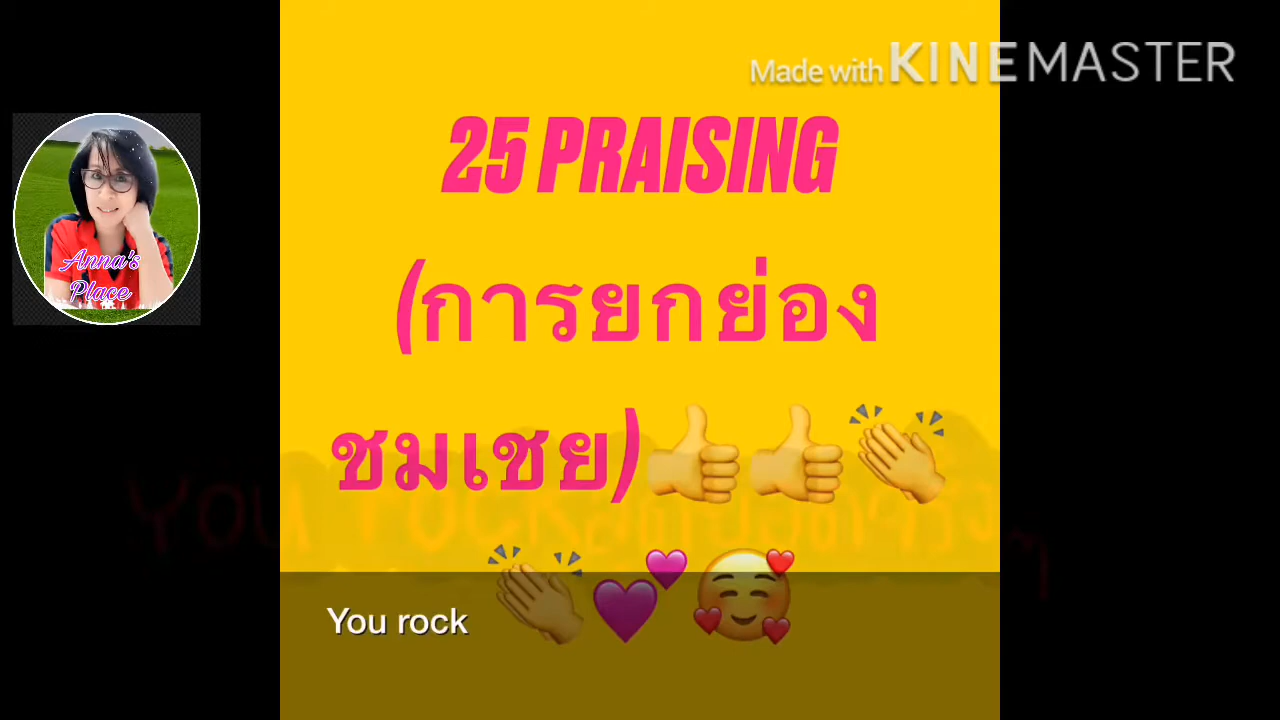 Made with KINEMASTER
25 PRAISING
(การยกย่อง
ชมเชย)👍👍👏
👏💕🥰
Anna's
Place
You rock